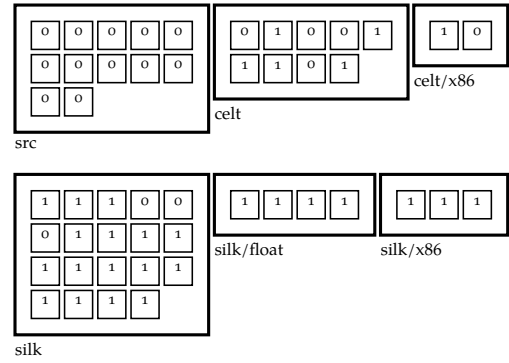 0 0 0 0 0
0 0 0 0 0
0 0
src
0 1 0 0 1
1 1 0 1
celt
1 0
celt/x86
1 1 1 0 0
0 1 1 1 1
1 1 1 1 1
1 1 1 1
silk
1 1 1 1
silk/float
1 1 1
silk/x86